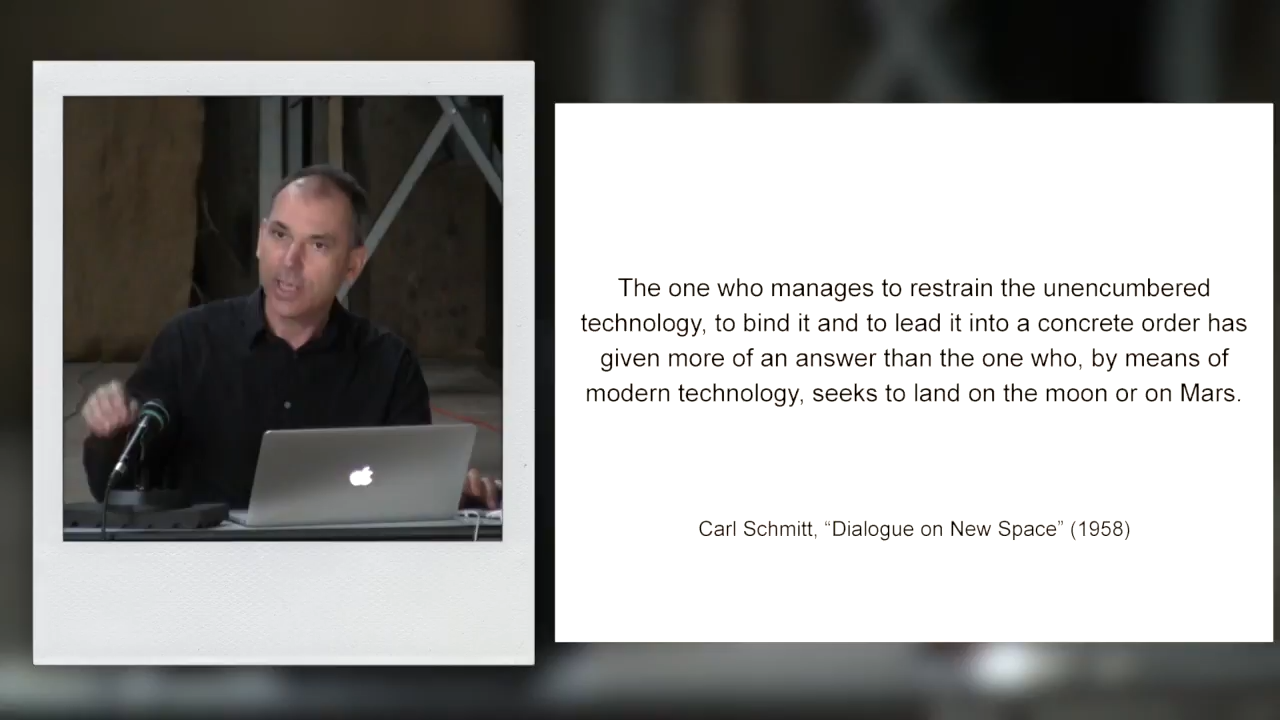 The one who manages to restrain the unencumbered
technology, to bind it and to lead it into a concrete order has
given more of an answer than the one who, by means of
modern technology, seeks to land on the moon or on Mars.
Carl Schmitt, “Dialogue on New Space” (1958)